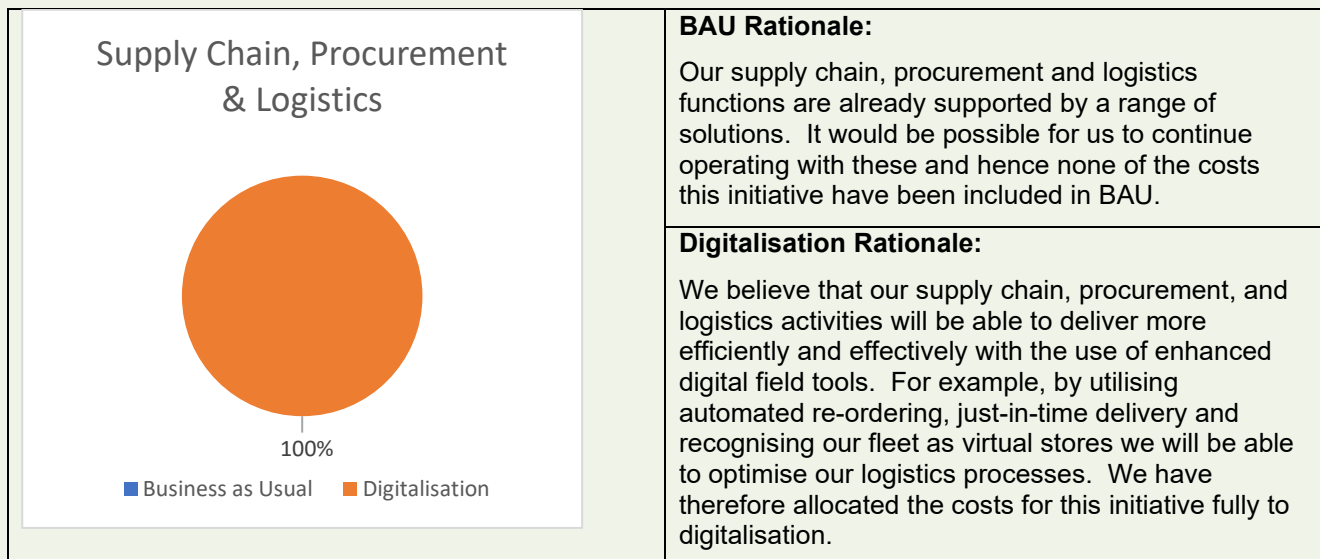 Supply Chain, Procurement
& Logistics
100%
Business as Usual Digitalisation
BAU Rationale:
Our supply chain, procurement and logistics
functions are already supported by a range of
solutions. It would be possible for us to continue
operating with these and hence none of the costs
this initiative have been included in BAU.
Digitalisation Rationale:
We believe that our supply chain, procurement, and
logistics activities will be able to deliver more
efficiently and effectively with the use of enhanced
digital field tools. For example, by utilising
automated re-ordering, just-in-time delivery and
recognising our fleet as virtual stores we will be able
to optimise our logistics processes. We have
therefore allocated the costs for this initiative fully to
digitalisation.